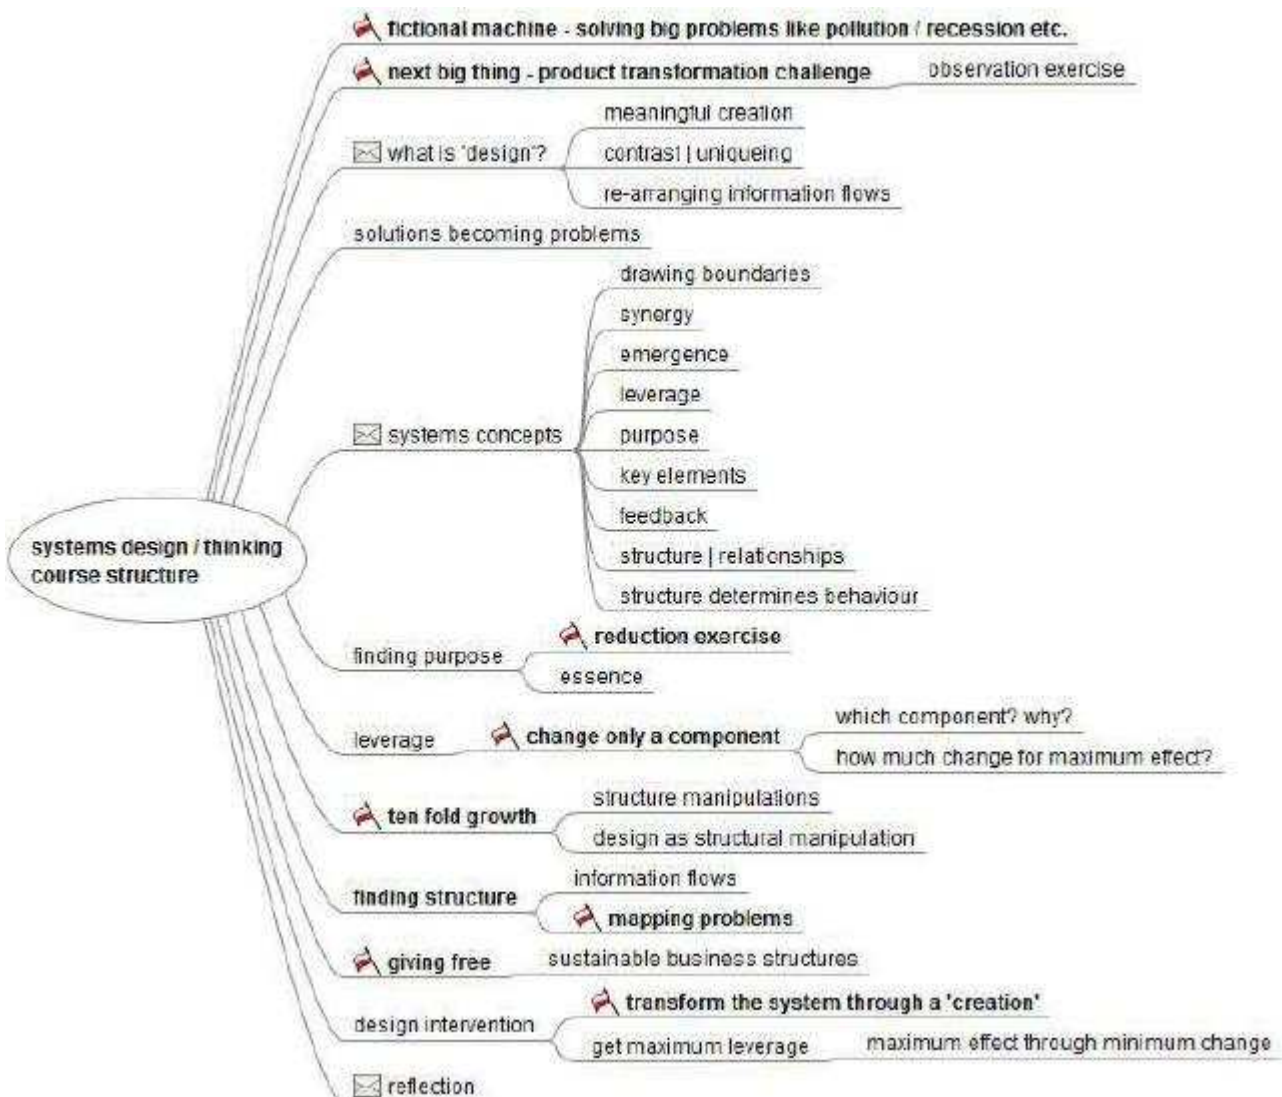 fictional machine - solving big problems like pollution / recession etc.
next big thing - product transformation challenge
observation exercise
what is 'design'?
meaningful creation
contrast | uniqueing
re-arranging information flows
solutions becoming problems
systems concepts
drawing boundaries
synergy
emergence
leverage
purpose
key elements
feedback
structure | relationships
structure determines behaviour
systems design / thinking
course structure
finding purpose
reduction exercise
essence
leverage
change only a component
which component? why?
how much change for maximum effect?
ten fold growth
structure manipulations
design as structural manipulation
finding structure
information flows
mapping problems
giving free
sustainable business structures
design intervention
transform the system through a 'creation'
get maximum leverage
maximum effect through minimum change
reflection